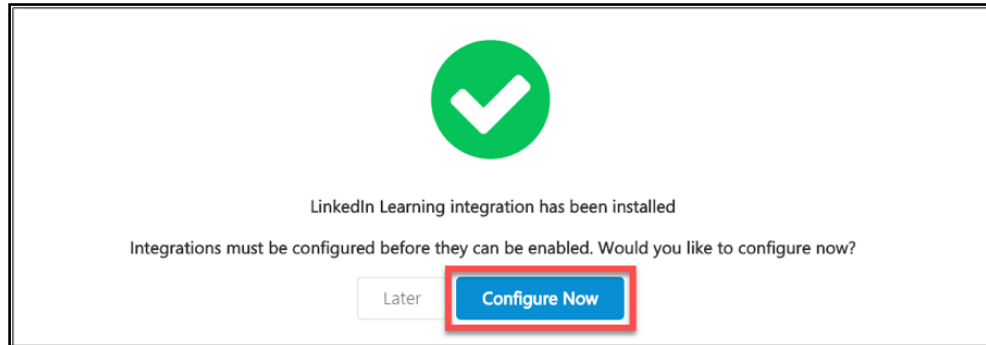 LinkedIn Learning integration has been installed
Integrations must be configured before they can be enabled. Would you like to configure now?
Later
Configure Now